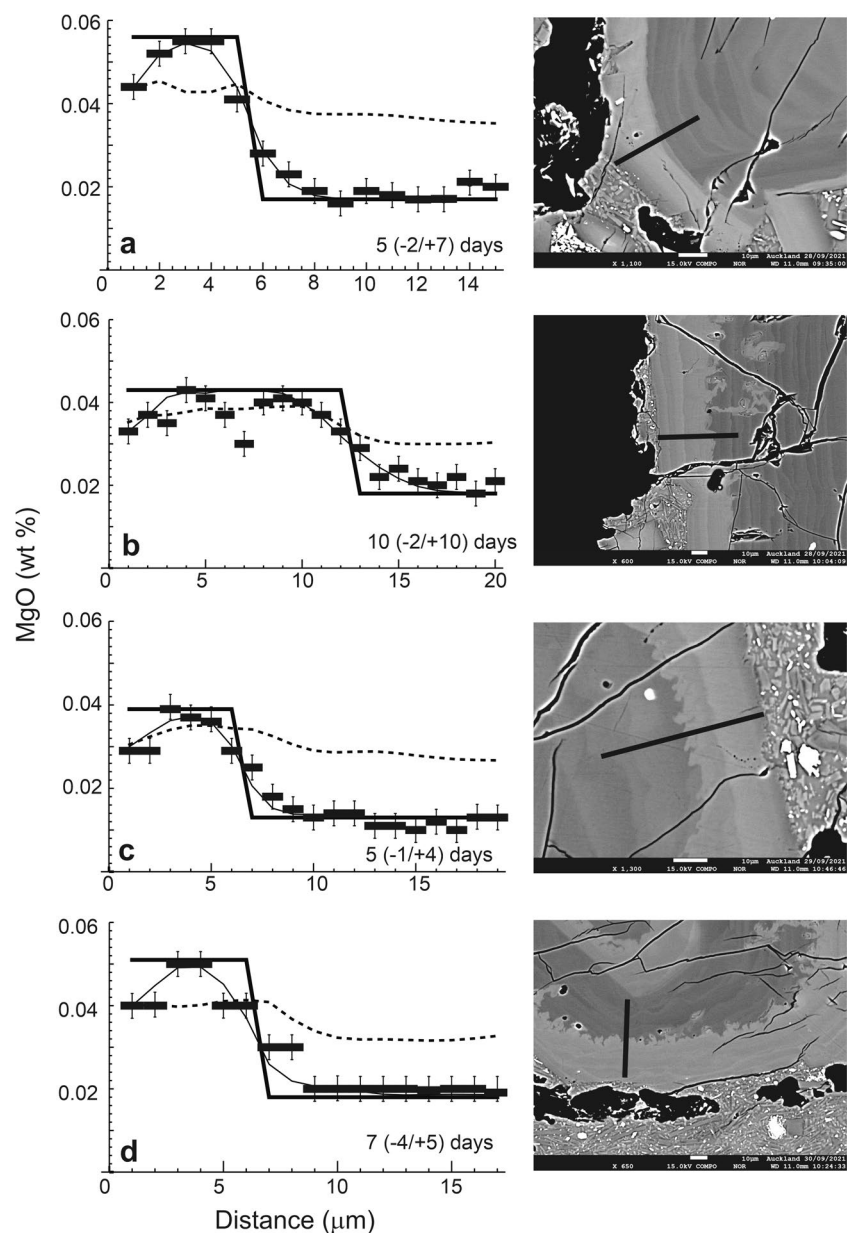 0.06
0.04
0.02
0
a
5 (-2/+7) days
2 4 6 8 10 12 14
X 1,100 15.0kV COMPO NOR 10µm Auckland 28/09/2021 WD 11.0mm 09:35:00
0.06
0.04
0.02
0
b
10 (-2/+10) days
0 5 10 15 20
X 600 15.0kV COMPO NOR 10µm Auckland 28/09/2021 WD 11.0mm 10:04:09
MgO (wt %)
0.06
0.04
0.02
c
5 (-1/+4) days
0 5 10 15
X 1,300 15.0kV COMPO NOR 10µm Auckland 29/09/2021 WD 11.0mm 10:46:46
0.06
0.04
0.02
0
d
7 (-4/+5) days
0 5 10 15
X 650 15.0kV COMPO NOR 10µm Auckland 30/09/2021 WD 11.0mm 10:24:33
Distance (µm)